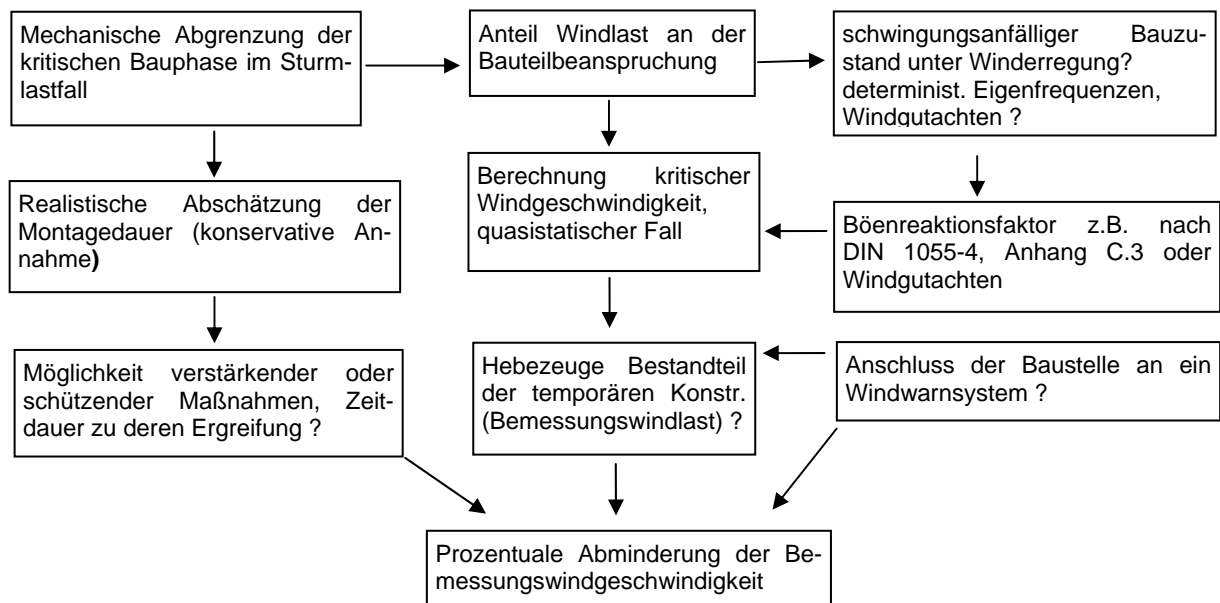 Mechanische Abgrenzung der
kritischen Bauphase im Sturm-
lastfall
Anteil Windlast an der
Bauteilbeanspruchung
schwingungsanfälliger Bauzu-
stand unter Winderregung?
determinist. Eigenfrequenzen,
Windgutachten ?
Realistische Abschätzung der
Montagedauer (konservative An-
nahme)
Berechnung kritischer
Windgeschwindigkeit,
quasistatischer Fall
Böenreaktionsfaktor z.B. nach
DIN 1055-4, Anhang C.3 oder
Windgutachten
Möglichkeit verstärkender oder
schützender Maßnahmen, Zeit-
dauer zu deren Ergreifung ?
Hebezeuge Bestandteil
der temporären Konstr.
(Bemessungswindlast) ?
Anschluss der Baustelle an ein
Windwarnsystem ?
Prozentuale Abminderung der Be-
messungswindgeschwindigkeit